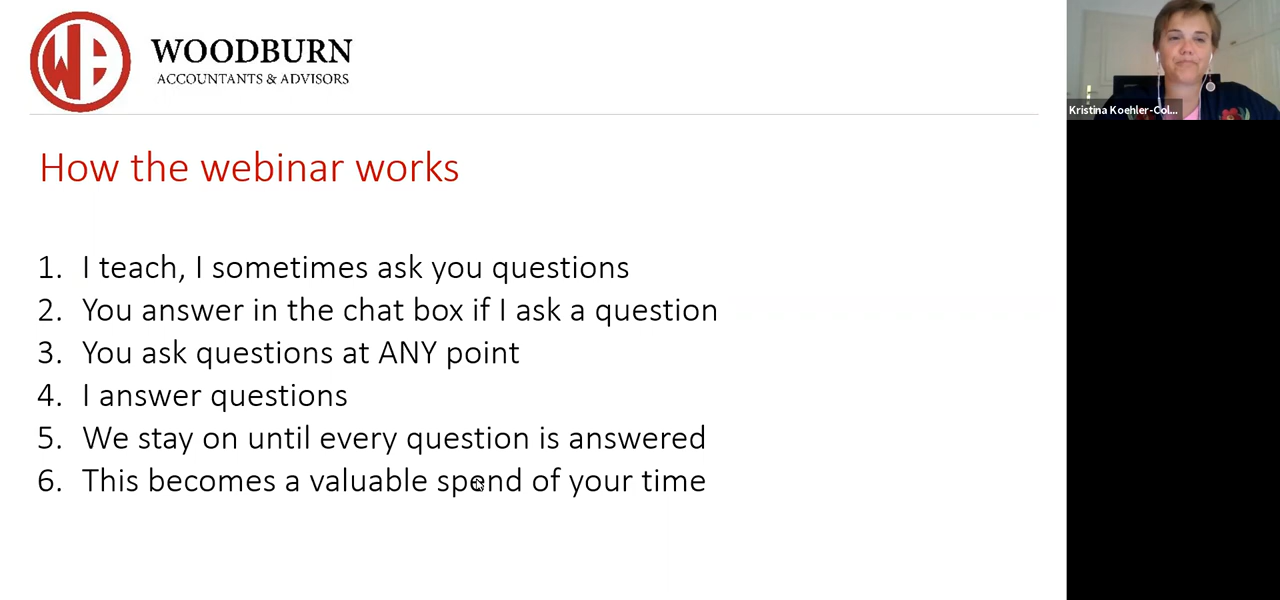 WOODBURN
ACCOUNTANTS & ADVISORS
Kristina Koehler-Col...
How the webinar works
1. I teach, I sometimes ask you questions
2. You answer in the chat box if I ask a question
3. You ask questions at ANY point
4. I answer questions
5. We stay on until every question is answered
6. This becomes a valuable spend of your time